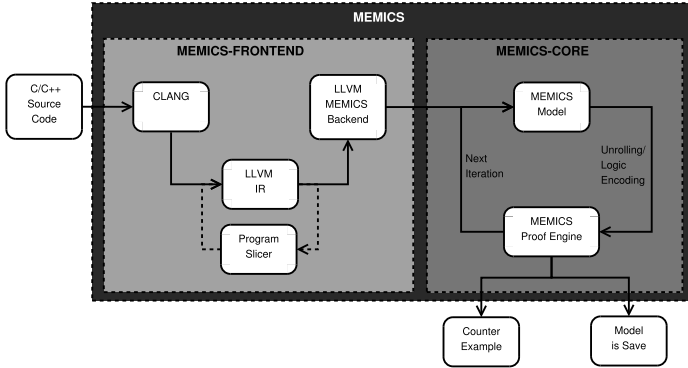 MEMICS
MEMICS-FRONTEND
MEMICS-CORE
C/C++
Source
Code
CLANG
LLVM
MEMICS
Backend
MEMICS
Model
LLVM
IR
Next
Iteration
Unrolling/
Logic
Encoding
Program
Slicer
MEMICS
Proof Engine
Counter
Example
Model
is Save